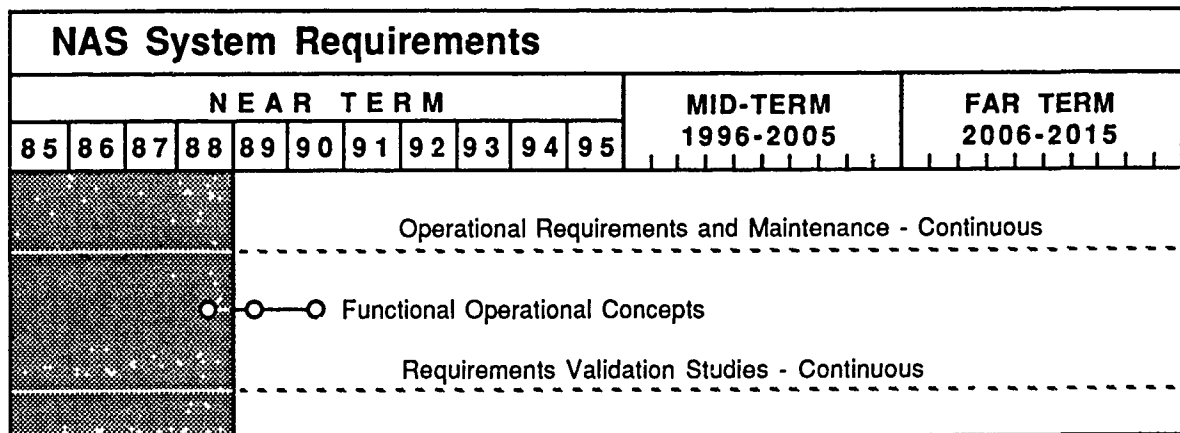 NAS System Requirements
NEAR TERM
MID-TERM
1996-2005
FAR TERM
2006-2015
85 86 87 88 89 90 91 92 93 94 95
Operational Requirements and Maintenance - Continuous
Functional Operational Concepts
Requirements Validation Studies - Continuous